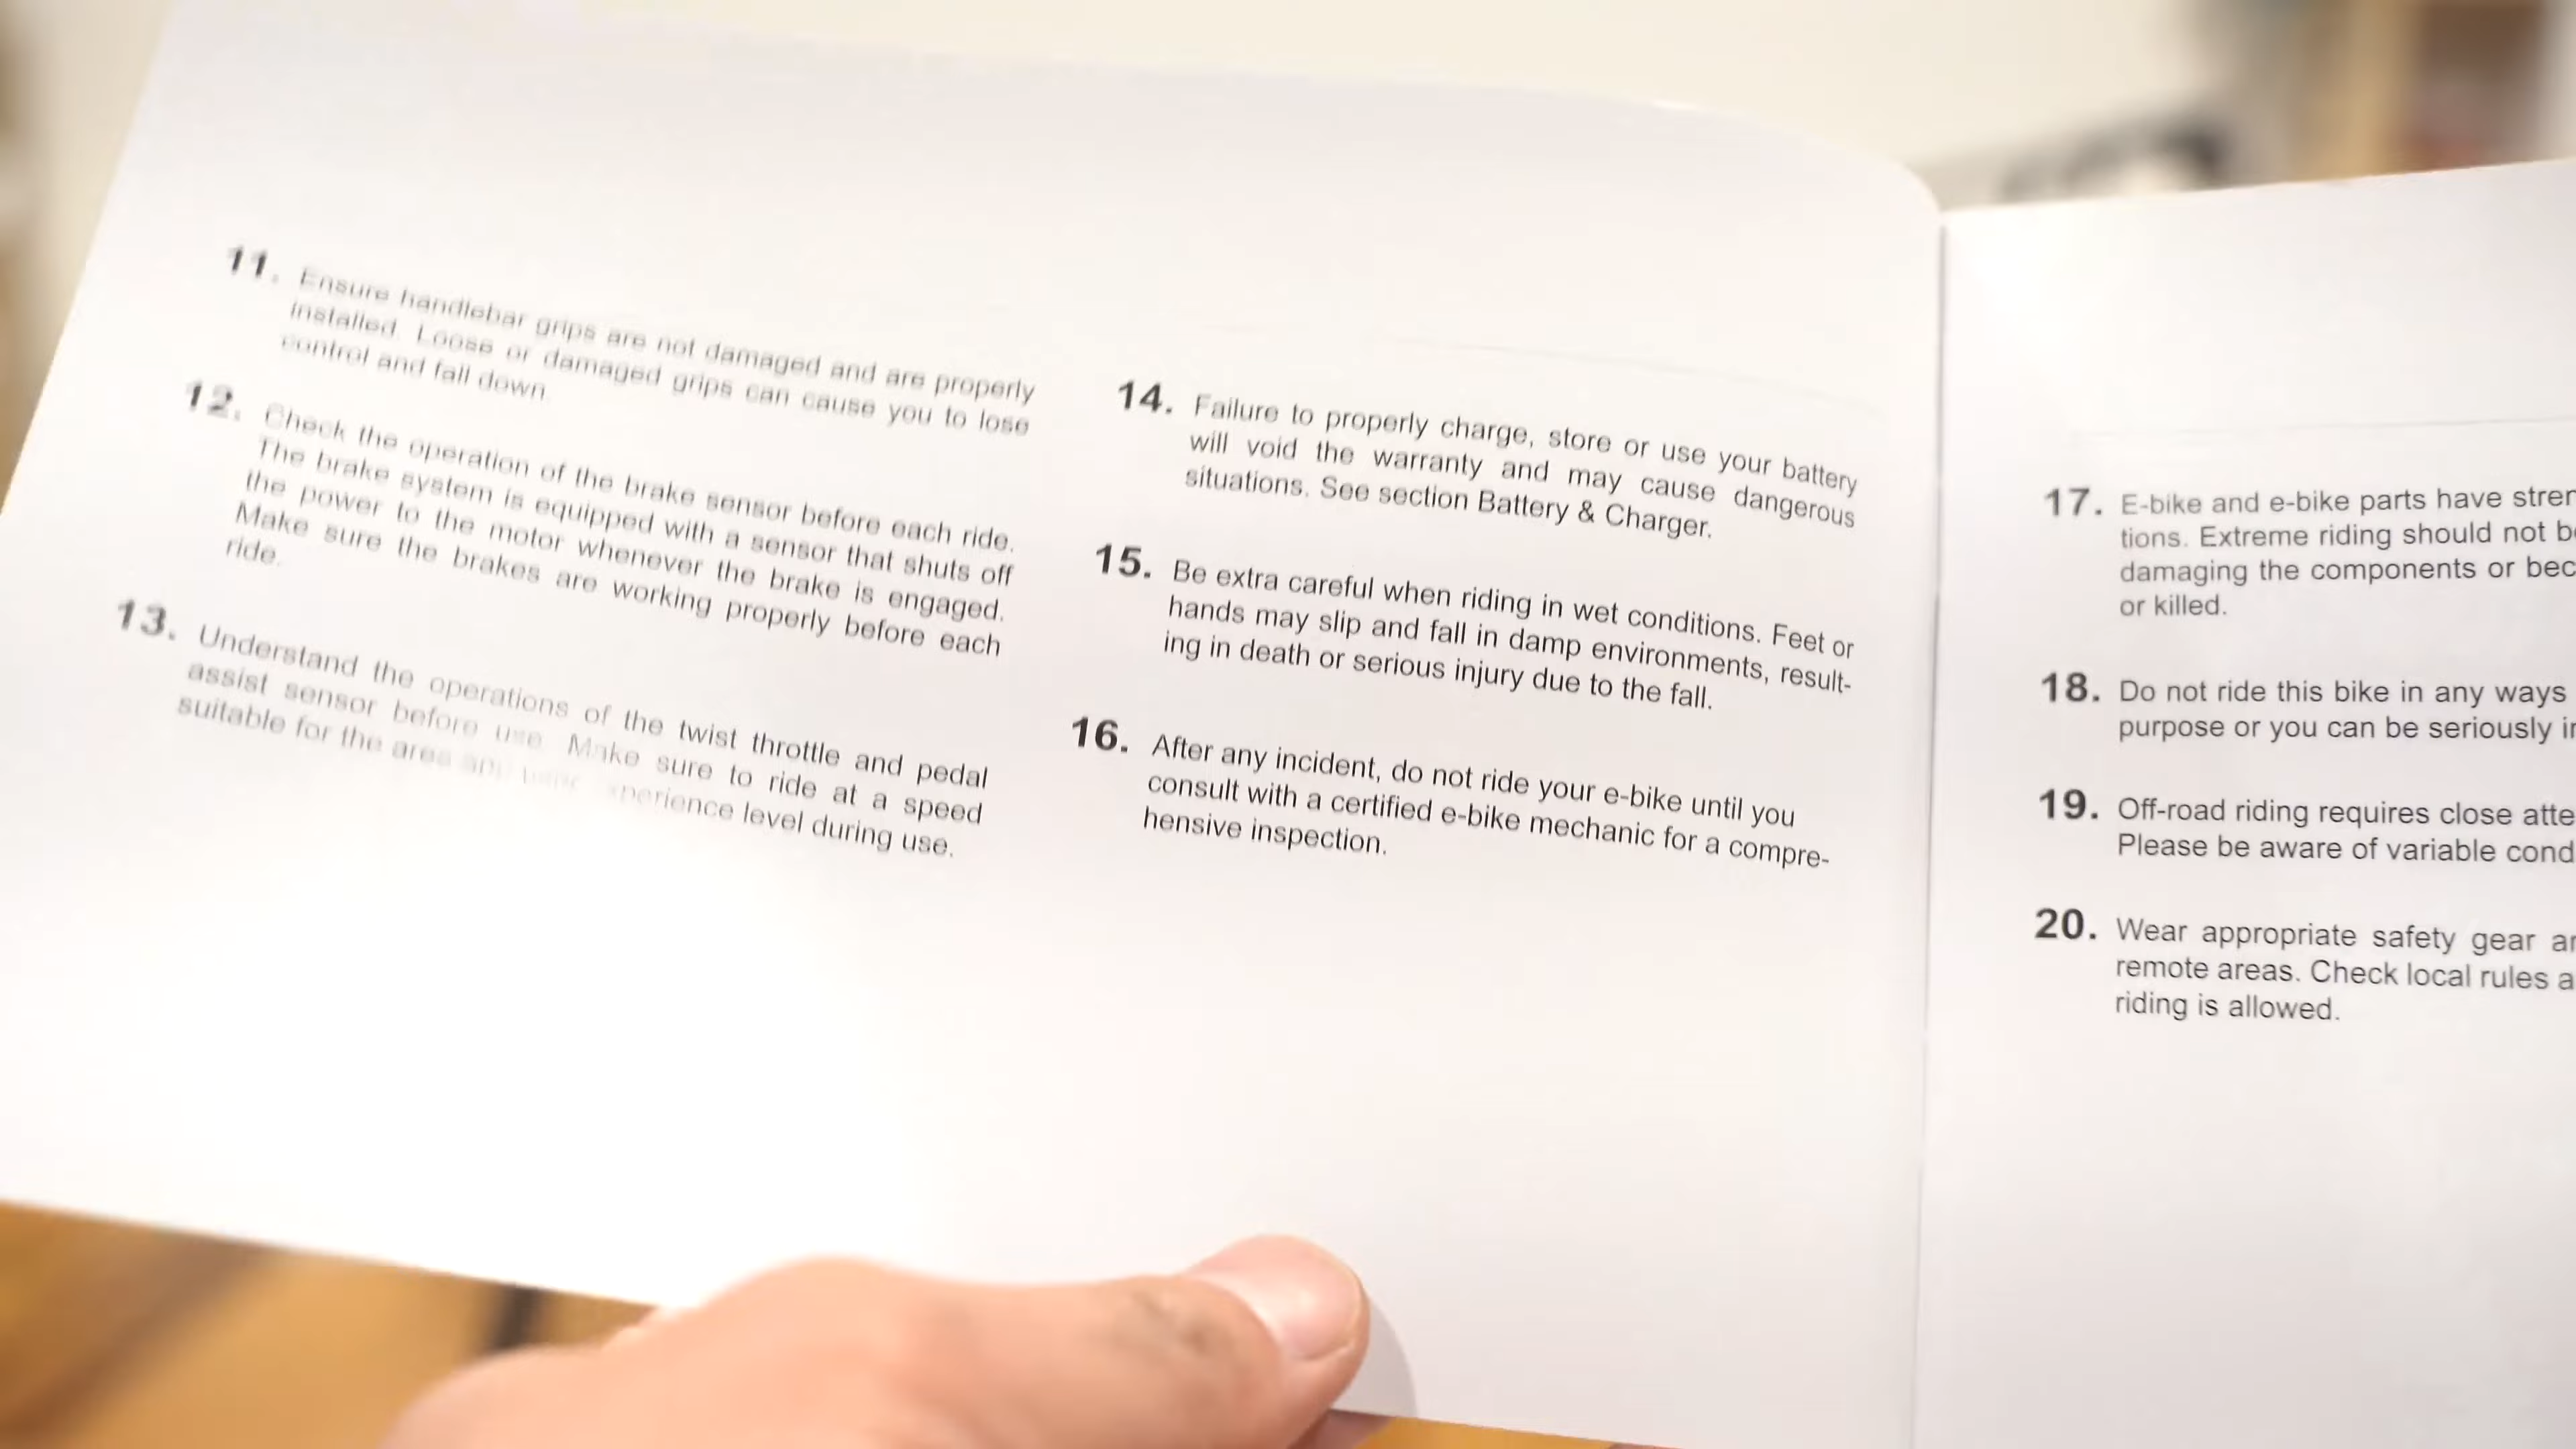 11. Ensure handlebar grips are not damaged and are properly
installed. Loose or damaged grips can cause you to lose
control and fall down.
12. Check the operation of the brake sensor before each ride.
The brake system is equipped with a sensor that shuts off
the power to the motor whenever the brake is engaged.
Make sure the brakes are working properly before each
ride.
13. Understand the operations of the twist throttle and pedal
assist sensor before use. Make sure to ride at a speed
suitable for the area experience level during use.
14. Failure to properly charge, store or use your battery
will void the warranty and may cause dangerous
situations. See section Battery & Charger.
15. Be extra careful when riding in wet conditions. Feet or
hands may slip and fall in damp environments, result-
ing in death or serious injury due to the fall.
16. After any incident, do not ride your e-bike until you
consult with a certified e-bike mechanic for a compre-
hensive inspection.
17. E-bike and e-bike parts have
tions. Extreme riding should not
damaging the components or
or killed.
18. Do not ride this bike in any ways
purpose or you can be seriously
19. Off-road riding requires close
Please be aware of variable
20. Wear appropriate safety gear
remote areas. Check local rules
riding is allowed.